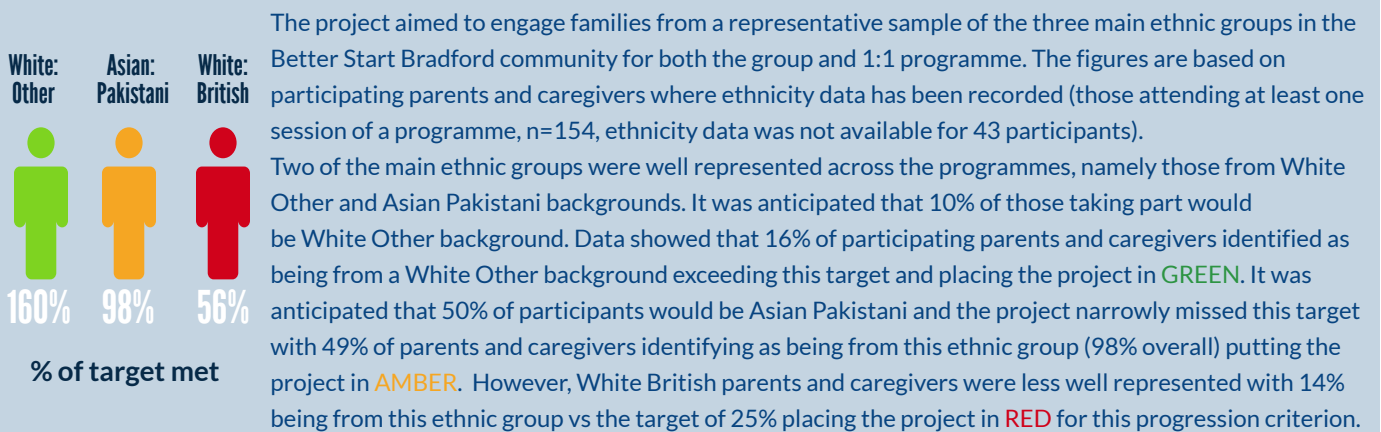 White: Other
Asian: Pakistani
White: British
160%
98%
56%
% of target met
The project aimed to engage families from a representative sample of the three main ethnic groups in the
Better Start Bradford community for both the group and 1:1 programme. The figures are based on
participating parents and caregivers where ethnicity data has been recorded (those attending at least one
session of a programme, n=154, ethnicity data was not available for 43 participants).
Two of the main ethnic groups were well represented across the programmes, namely those from White
Other and Asian Pakistani backgrounds. It was anticipated that 10% of those taking part would
be White Other background. Data showed that 16% of participating parents and caregivers identified as
being from a White Other background exceeding this target and placing the project in GREEN. It was
anticipated that 50% of participants would be Asian Pakistani and the project narrowly missed this target
with 49% of parents and caregivers identifying as being from this ethnic group (98% overall) putting the
project in AMBER. However, White British parents and caregivers were less well represented with 14%
being from this ethnic group vs the target of 25% placing the project in RED for this progression criterion.